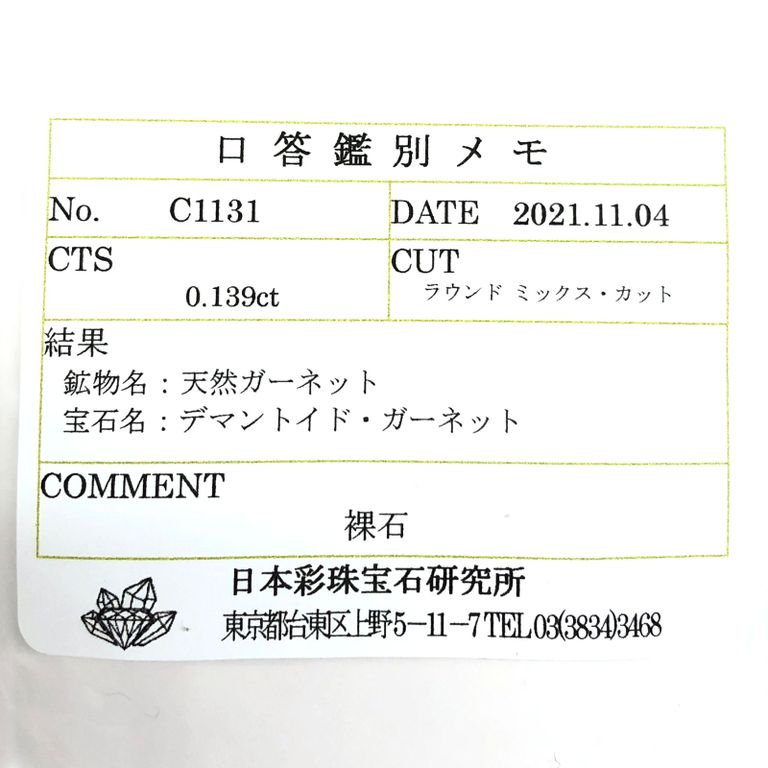 口答鑑別メモ
No. C1131 DATE 2021.11.04
CTS CUT
0.139ct ラウンド ミックス・カット
結果
鉱物名：天然ガーネット
宝石名：デマントイド・ガーネット
COMMENT
裸石
日本彩珠宝石研究所
東京都台東区上野5－11－7 TEL 03(3834)3468